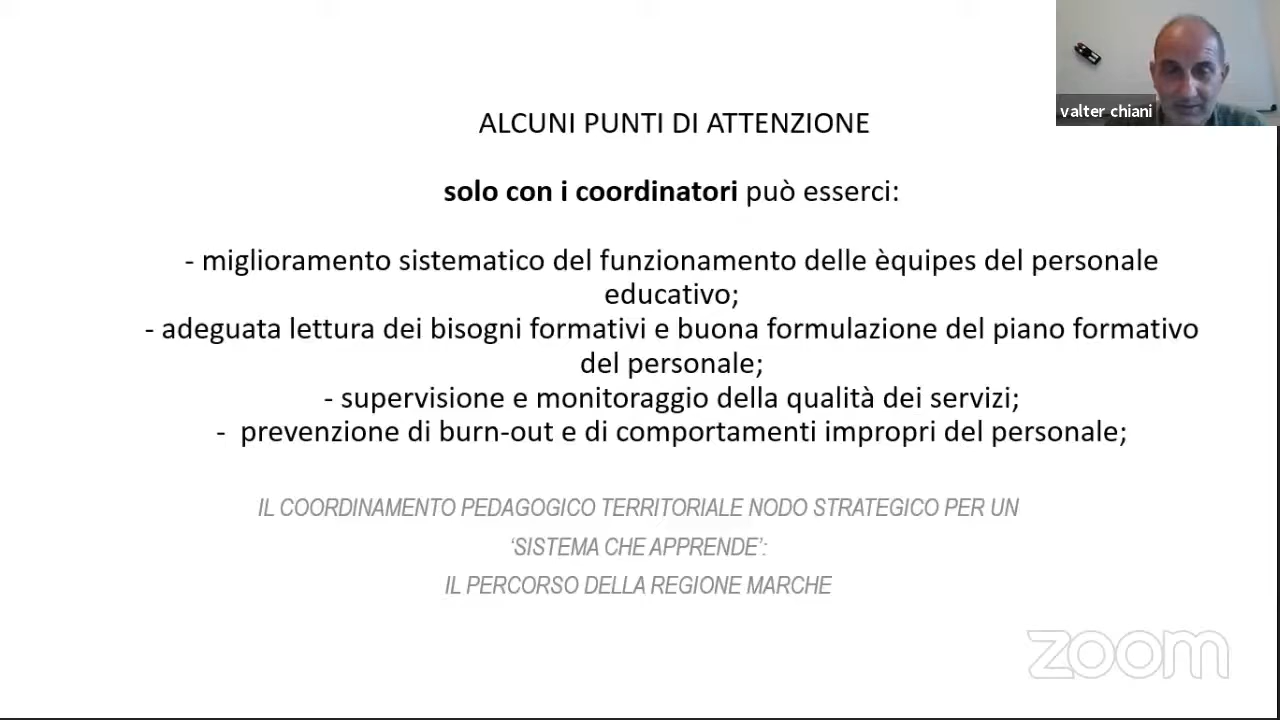 valter chiani
ALCUNI PUNTI DI ATTENZIONE
solo con i coordinatori può esserci:
- miglioramento sistematico del funzionamento delle èquipes del personale
educativo;
- adeguata lettura dei bisogni formativi e buona formulazione del piano formativo
del personale;
- supervisione e monitoraggio della qualità dei servizi;
- prevenzione di burn-out e di comportamenti impropri del personale;
IL COORDINAMENTO PEDAGOGICO TERRITORIALE NODO STRATEGICO PER UN
‘SISTEMA CHE APPRENDE’:
IL PERCORSO DELLA REGIONE MARCHE
zoom